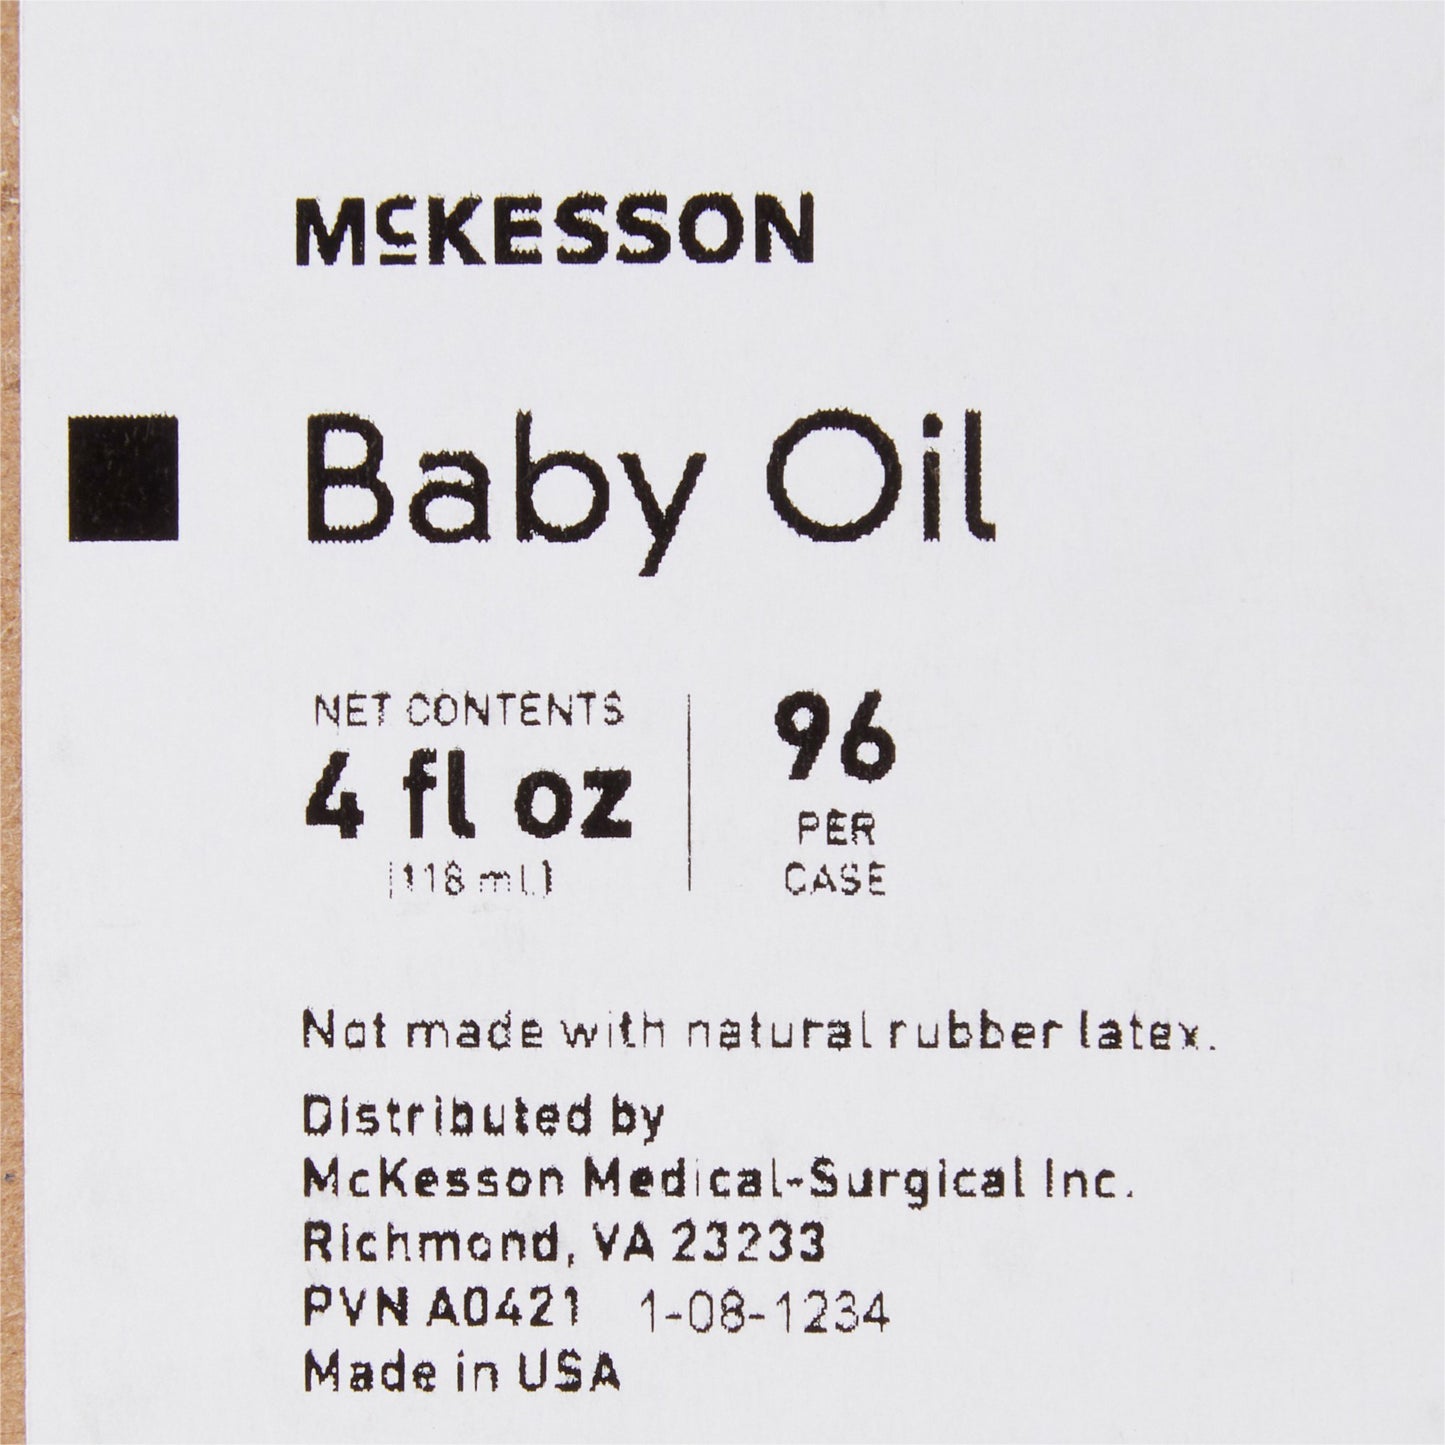 McKESSON
Baby Oil
NET CONTENTS
4 fl oz
(118 mL)
96
PER
CASE
Not made with natural rubber latex.
Distributed by
McKesson Medical-Surgical Inc.
Richmond, VA 23233
PVN A0421 1-08-1234
Made in USA